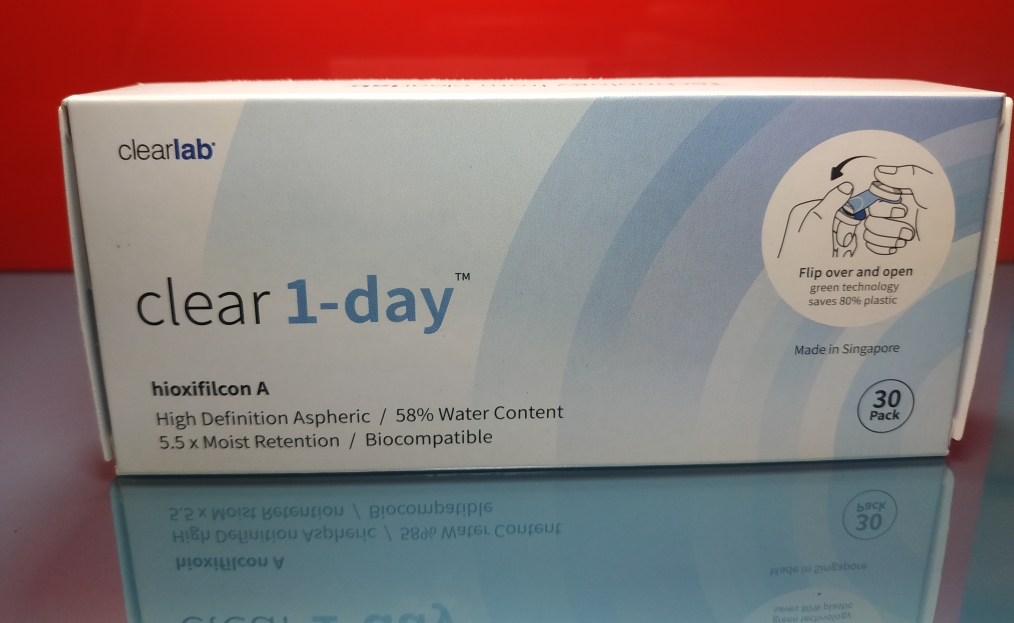 clearlab
clear 1-day™
hioxifilcon A
High Definition Aspheric / 58% Water Content
5.5 x Moist Retention / Biocompatible
Flip over and open
green technology
saves 80% plastic
Made in Singapore
30
Pack